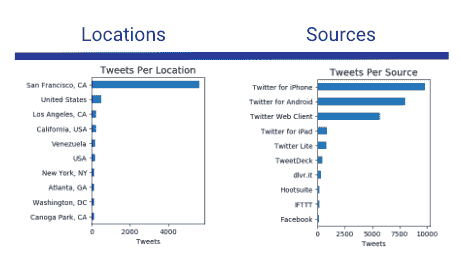 Locations
Sources
Tweets Per Location
San Francisco, CA
United States
Los Angeles, CA
California, USA
Venezuela
USA
New York, NY
Atlanta, GA
Washington, DC
Canoga Park, CA
0 2000 4000
Tweets
Tweets Per Source
Twitter for iPhone
Twitter for Android
Twitter Web Client
Twitter for iPad
Twitter Lite
TweetDeck
dlvr.it
Hootsuite
IFTTT
Facebook
0 2500 5000 7500 10000
Tweets